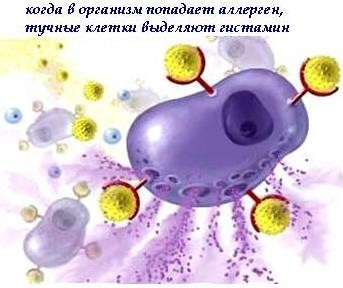 когда в организм попадает аллерген,
тучные клетки выделяют гистамин